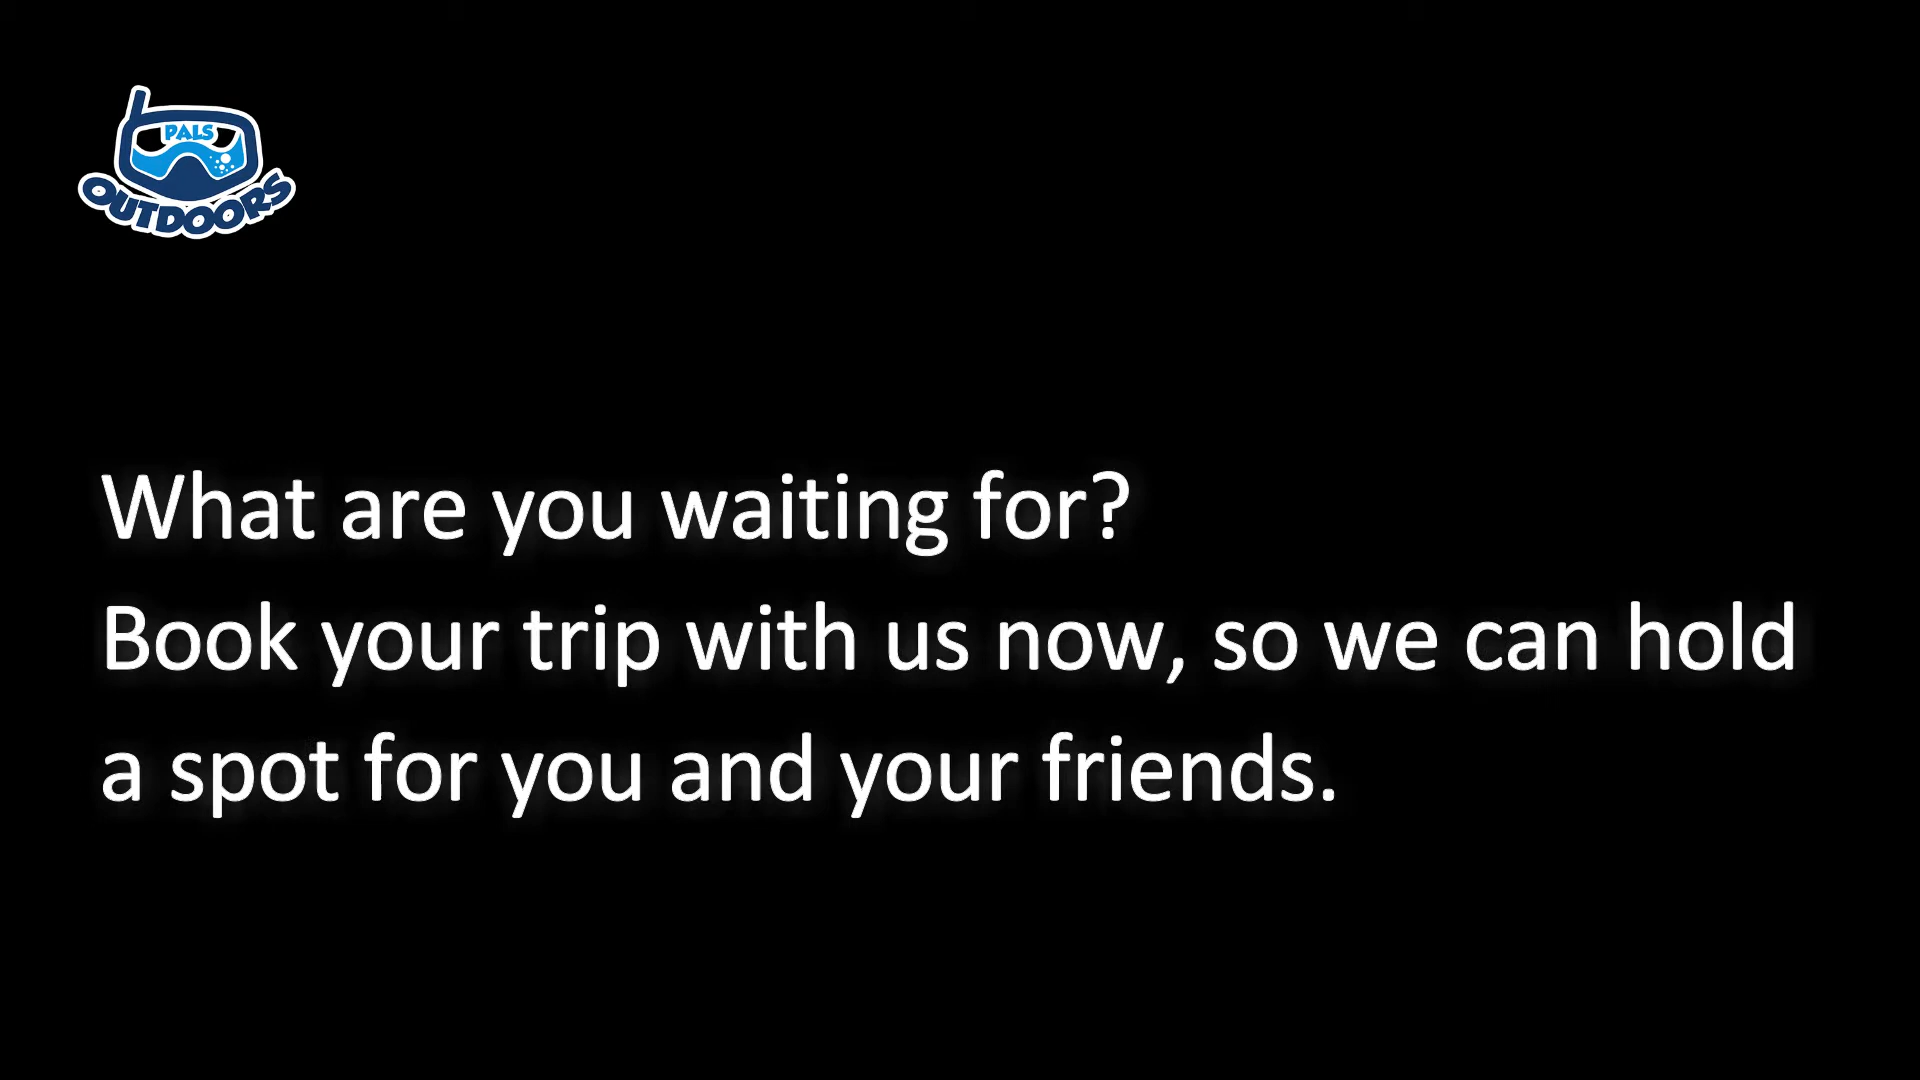 PALS
OUTDOORS
What are you waiting for?
Book your trip with us now, so we can hold
a spot for you and your friends.